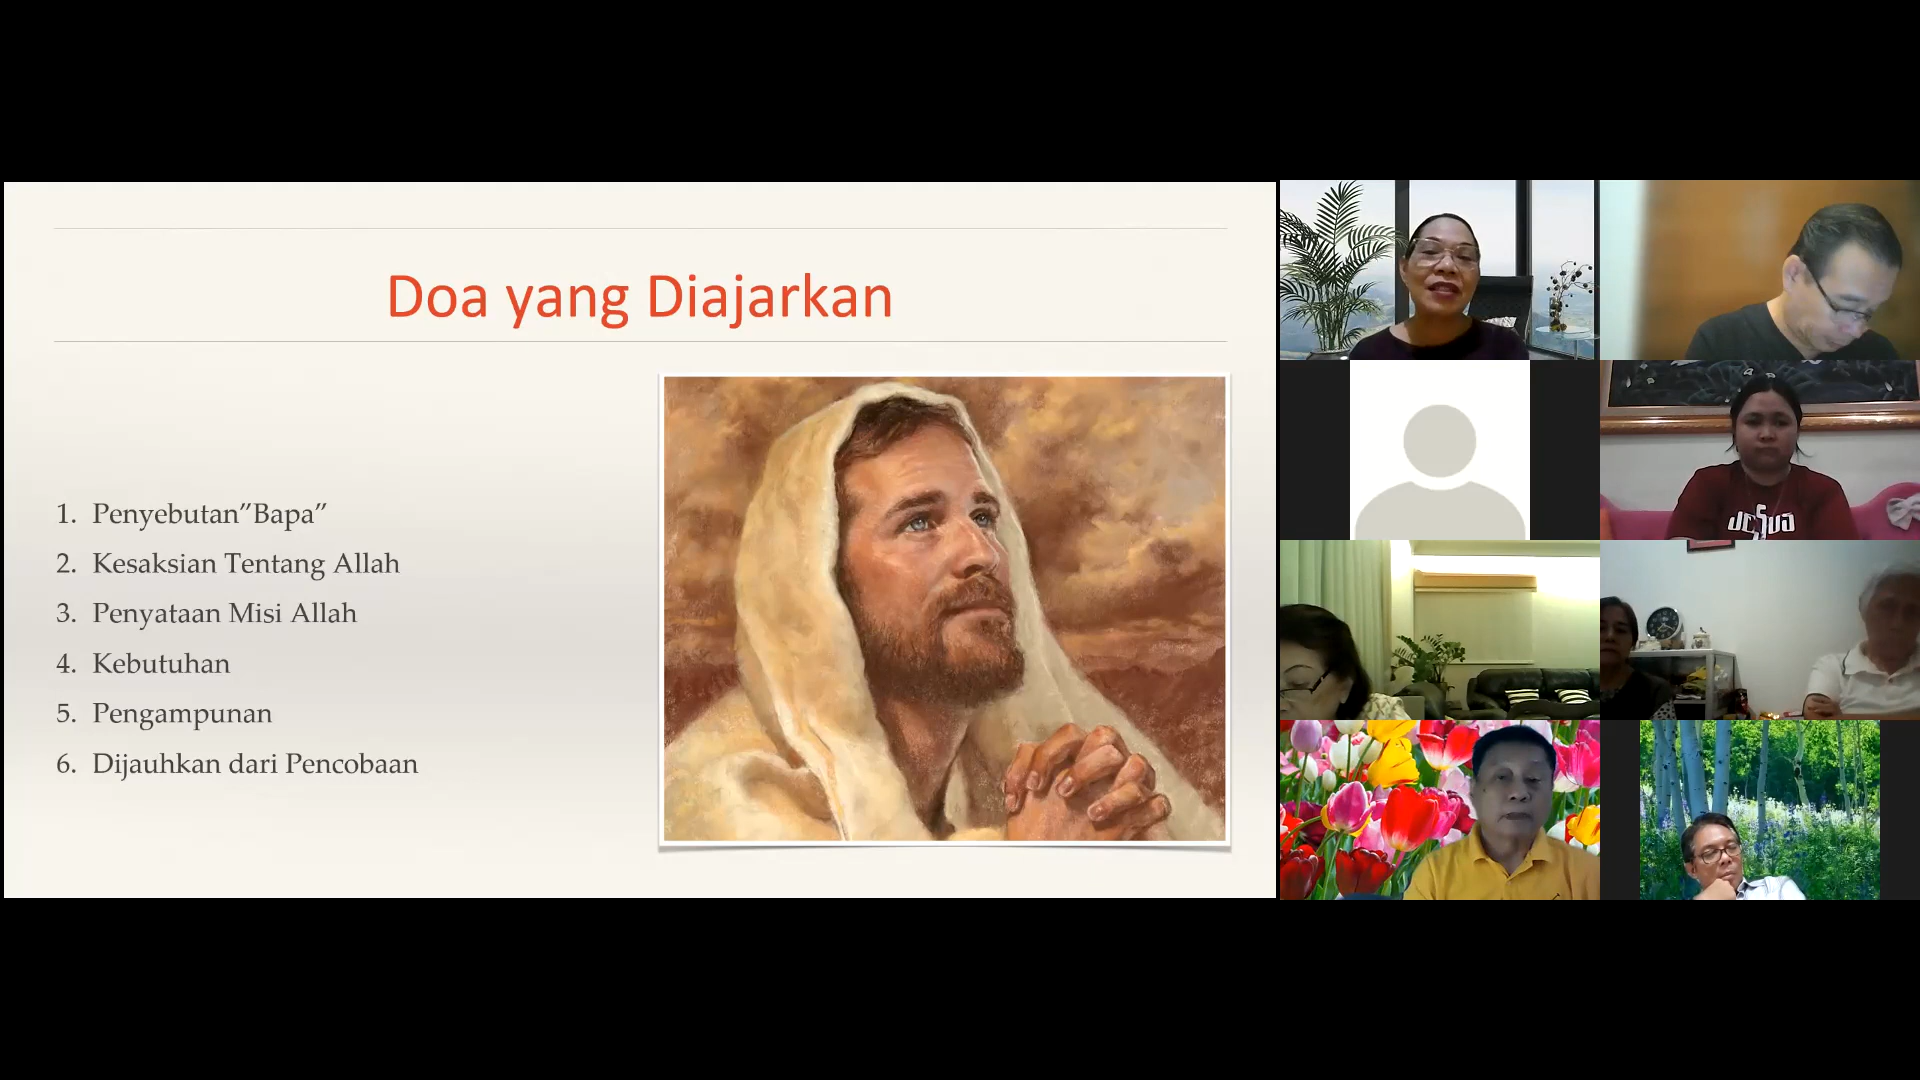 Doa yang Diajarkan
1. Penyebutan”Bapa”
2. Kesaksian Tentang Allah
3. Penyataan Misi Allah
4. Kebutuhan
5. Pengampunan
6. Dijauhkan dari Pencobaan